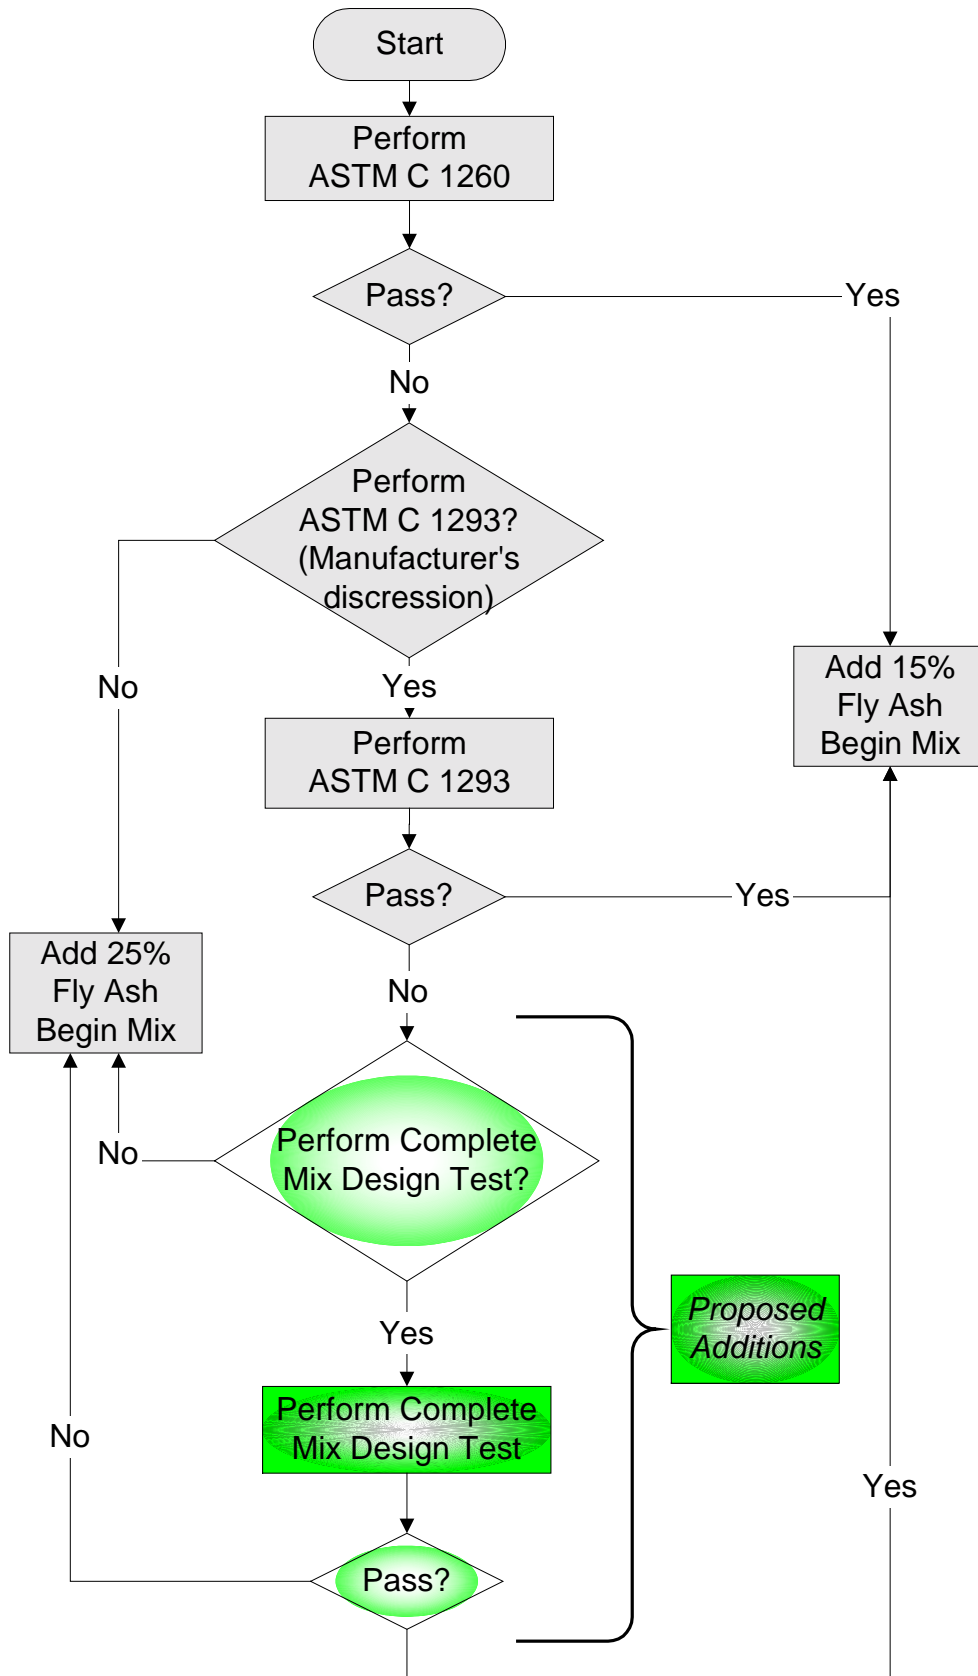 Start
Perform
ASTM C 1260
Pass?
Yes
No
Perform
ASTM C 1293?
(Manufacturer's
discression)
No
Yes
Add 15%
Fly Ash
Begin Mix
Perform
ASTM C 1293
Pass?
Yes
Add 25%
Fly Ash
Begin Mix
No
Perform Complete
Mix Design Test?
No
Proposed
Additions
Yes
Perform Complete
Mix Design Test
No
Yes
Pass?